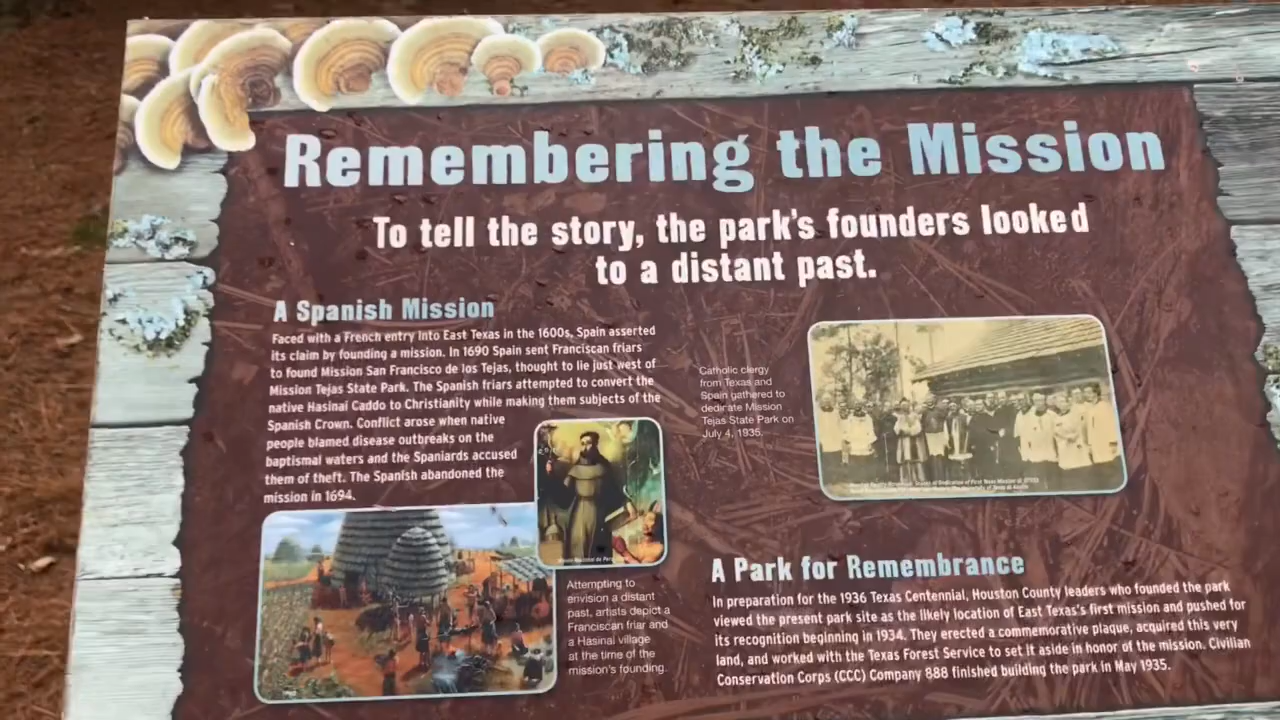 Remembering the Mission
To tell the story, the park's founders looked
to a distant past.
A Spanish Mission
Faced with a French entry into East Texas in the 1600s, Spain asserted
its claim by founding a mission. In 1690 Spain sent Franciscan friars
to found Mission San Francisco de los Tejas, thought to lie just west of
Mission Tejas State Park. The Spanish friars attempted to convert the
native Hasinai Caddo to Christianity while making them subjects of the
Spanish Crown. Conflict arose when native
people blamed disease outbreaks on the
baptismal waters and the Spaniards accused
them of theft. The Spanish abandoned the
mission in 1694.
Attempting to
envision a distant
past, artists depict a
Franciscan friar and
a Hasinai village
at the time of the
mission's founding.
Catholic clergy
from Texas and
Spain gathered to
dedicate Mission
Tejas State Park on
July 4, 1935.
A Park for Remembrance
In preparation for the 1936 Texas Centennial, Houston County leaders who founded the park
viewed the present park site as the likely location of East Texas's first mission and pushed for
its recognition beginning in 1934. They erected a commemorative plaque, acquired this very
land, and worked with the Texas Forest Service to set it aside in honor of the mission. Civilian
Conservation Corps (CCC) Company 888 finished building the park in May 1935.